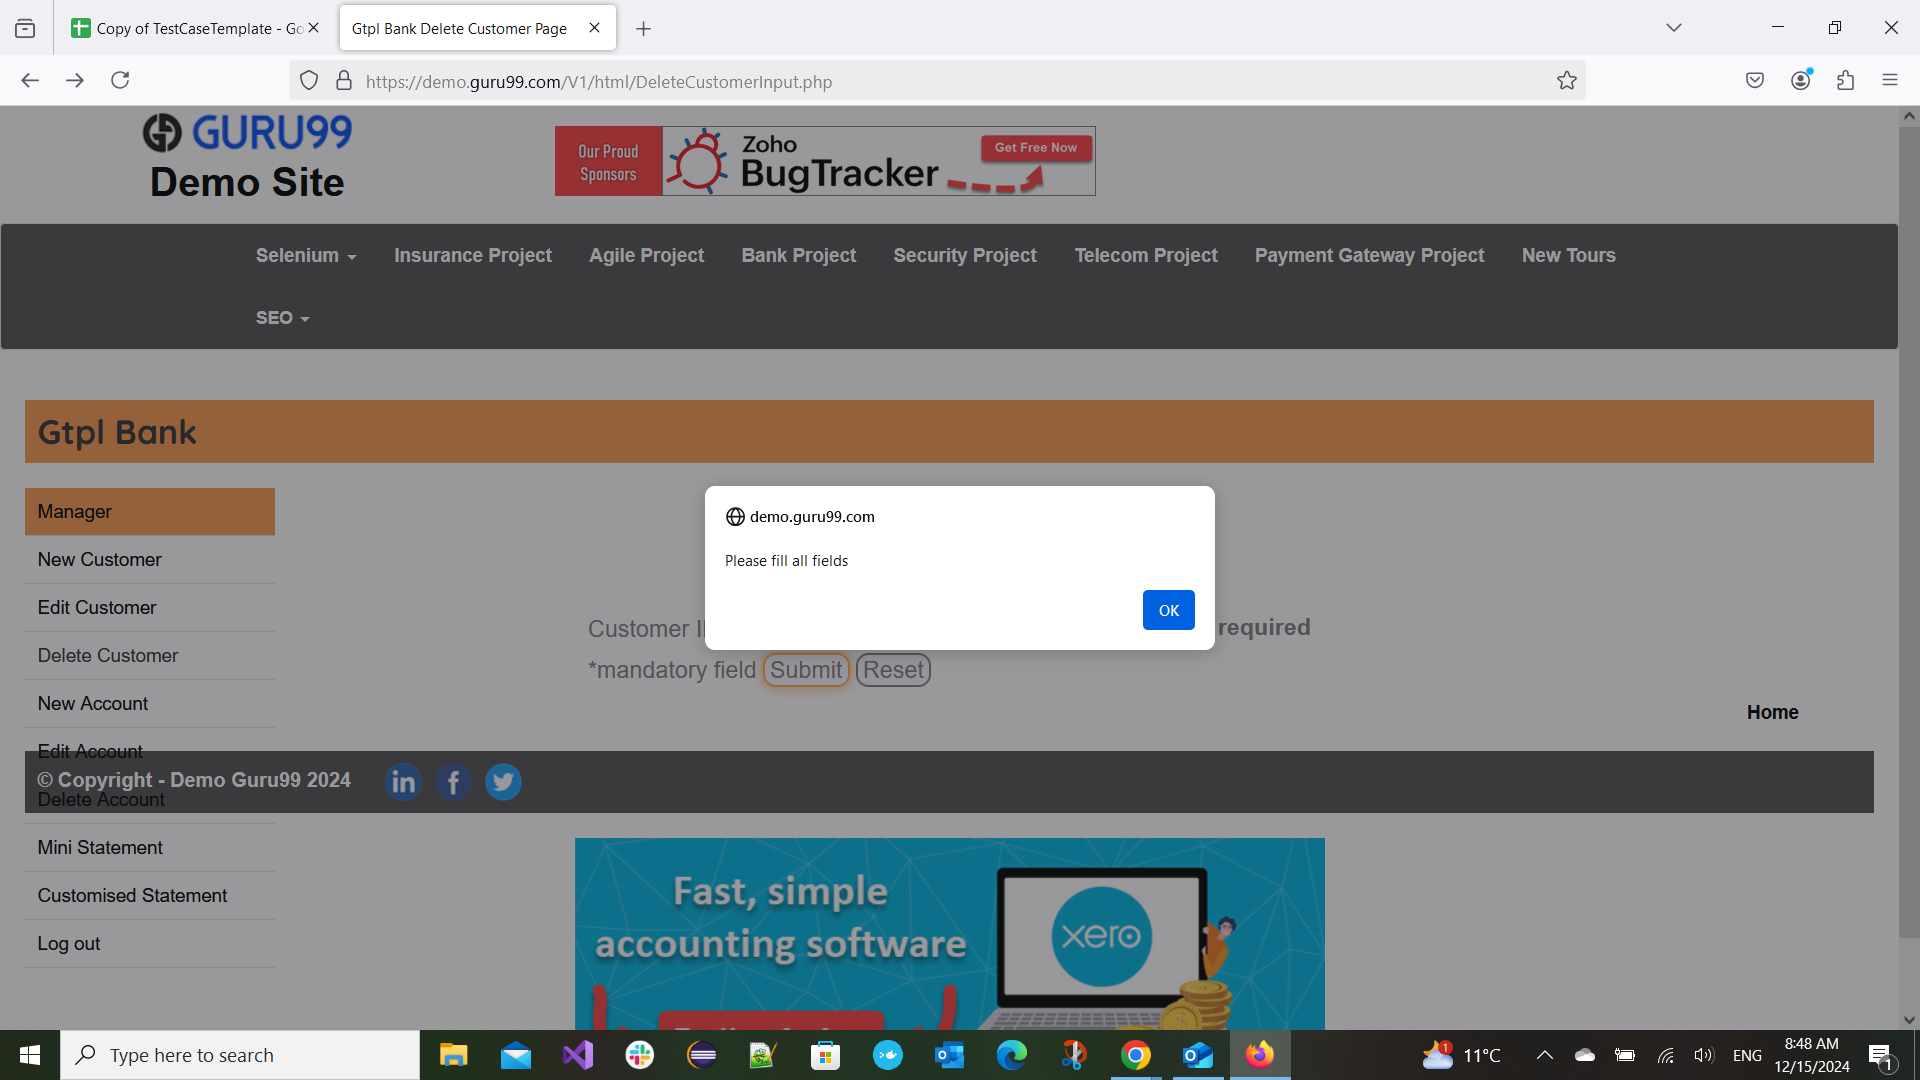 Copy of TestCaseTemplate - Go
Gtpl Bank Delete Customer Page
https://demo.guru99.com/V1/html/DeleteCustomerInput.php
GURU99
Demo Site
Our Proud
Sponsors
Zoho
BugTracker
Get Free Now
Selenium
Insurance Project
Agile Project
Bank Project
Security Project
Telecom Project
Payment Gateway Project
New Tours
SEO
Gtpl Bank
Manager
New Customer
Edit Customer
Delete Customer
New Account
Edit Account
Delete Account
Mini Statement
Customised Statement
Log out
demo.guru99.com
Please fill all fields
OK
Customer I
required
*mandatory field Submit Reset
Home
© Copyright - Demo Guru99 2024
Fast, simple
accounting software
xero
Type here to search
1
11°C
ENG
8:48 AM
12/15/2024
1